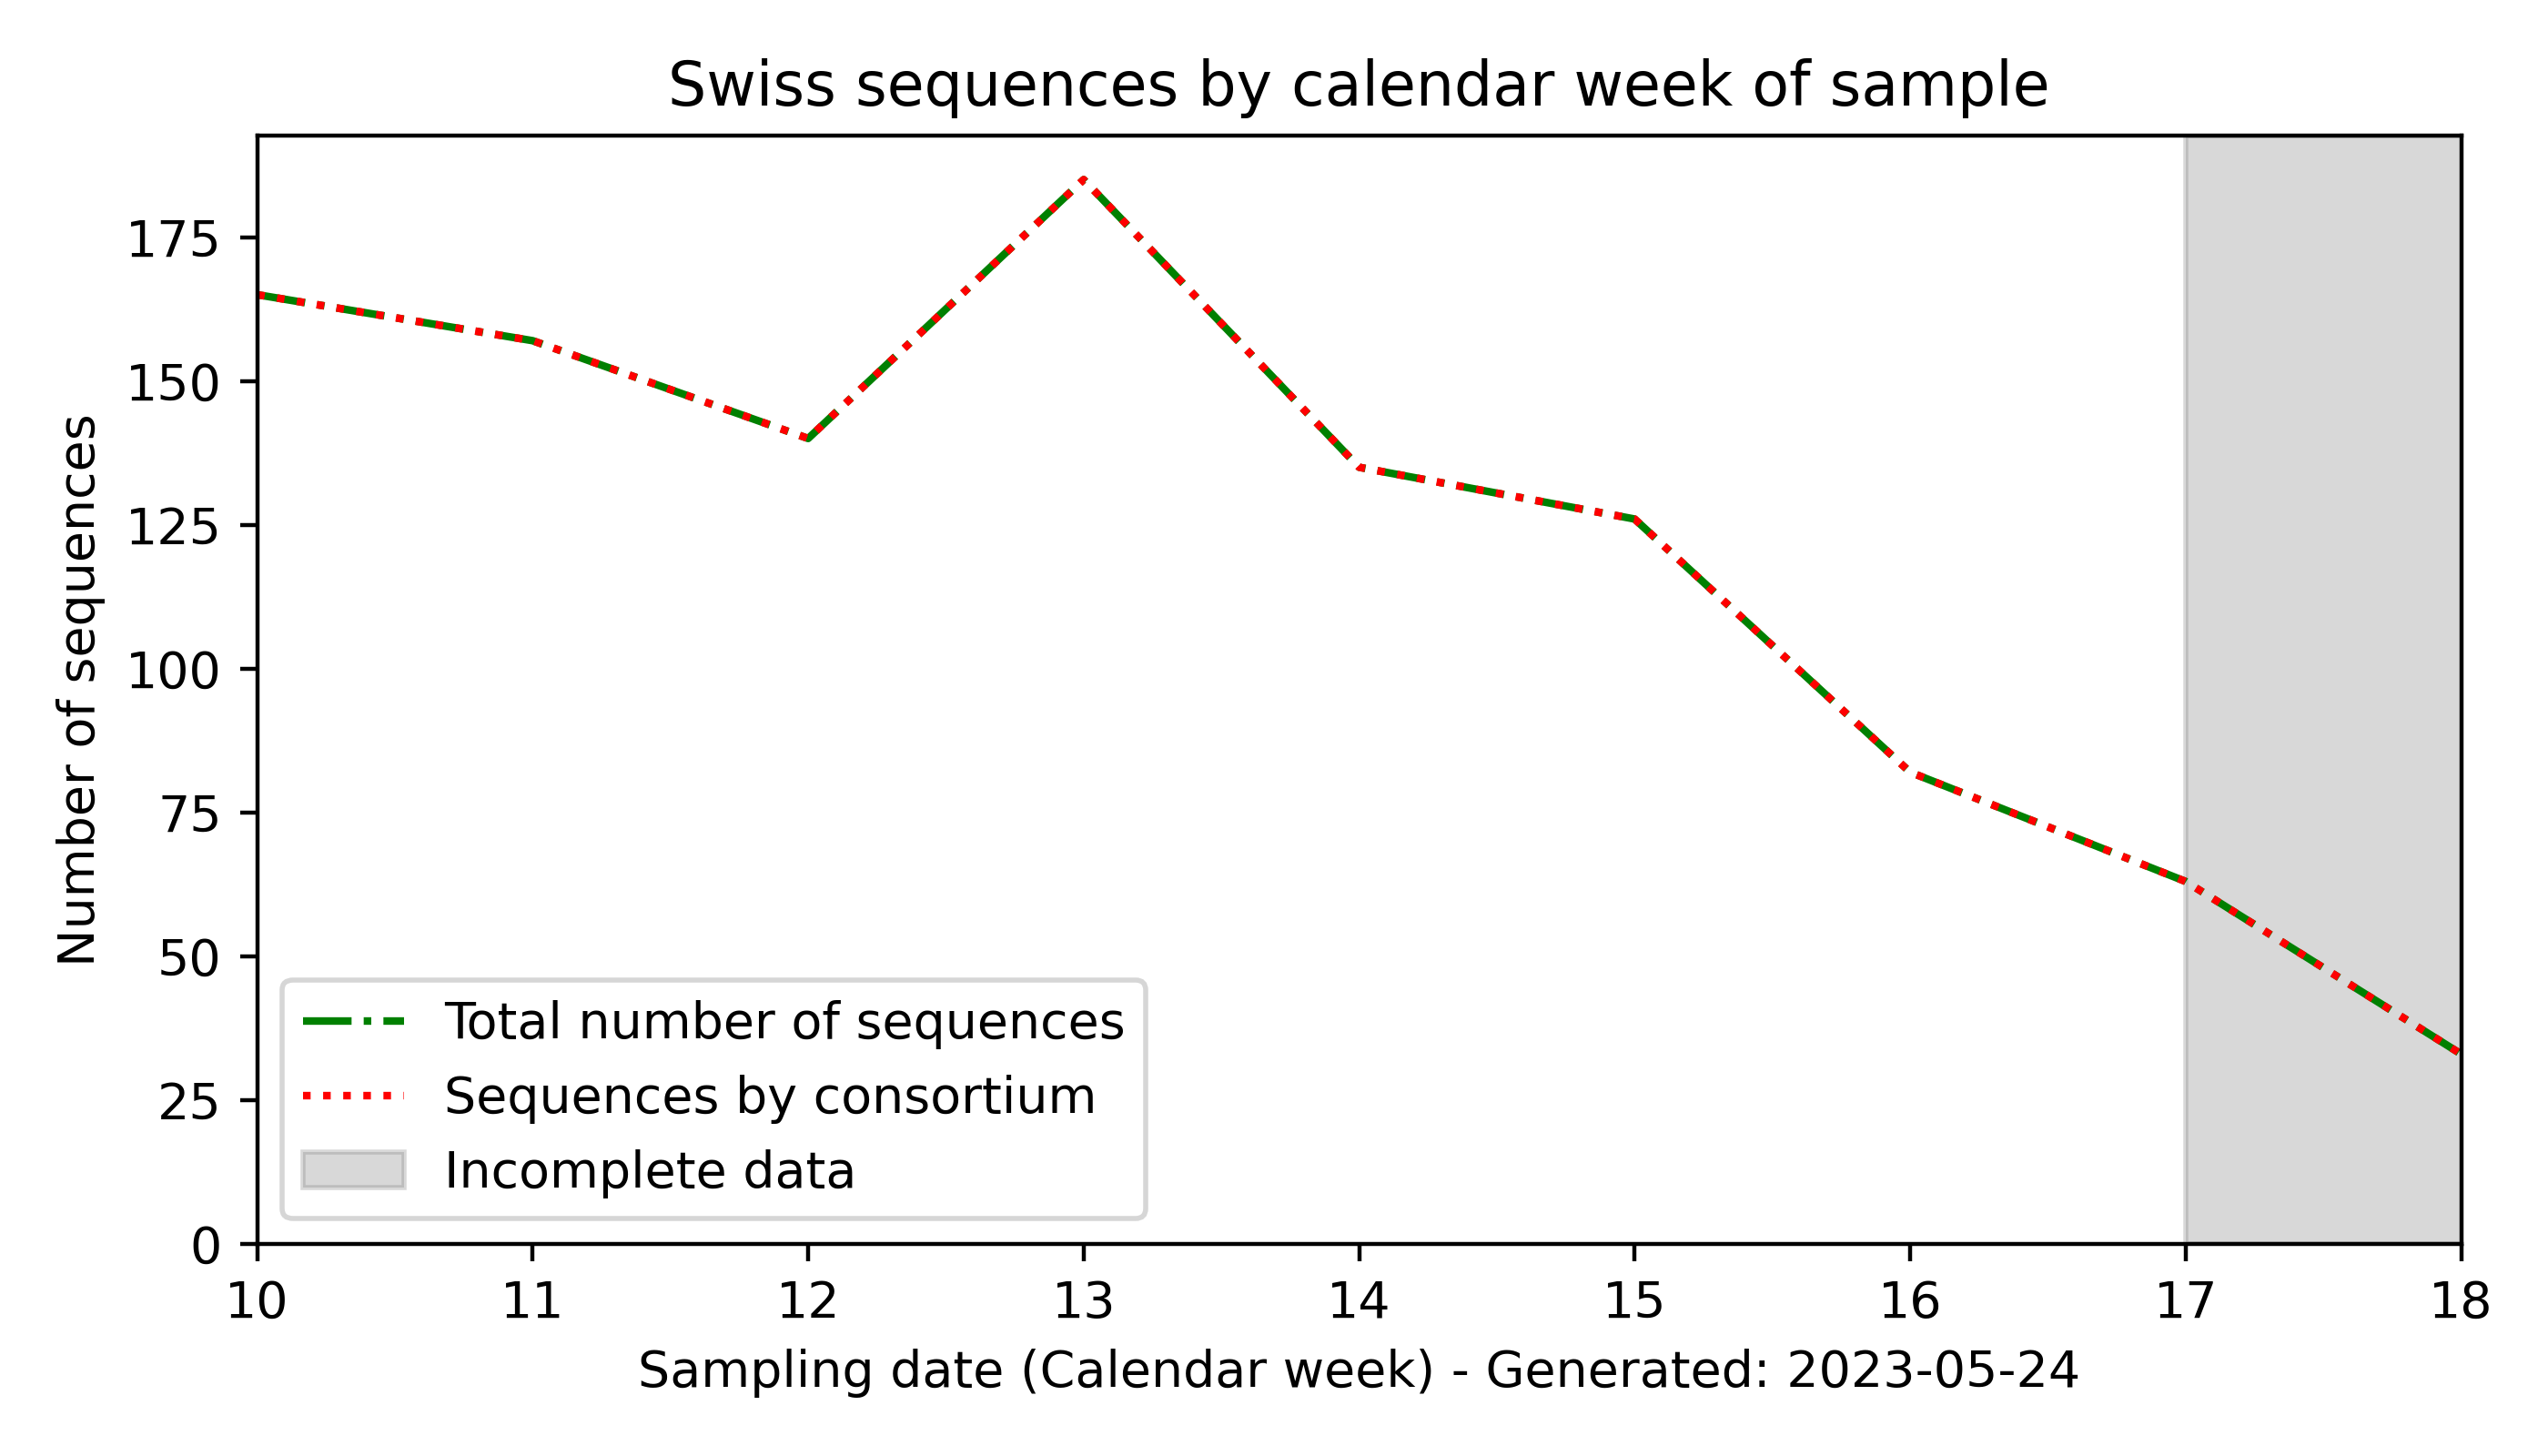 Swiss sequences by calendar week of sample
Number of sequences
175
150
125
100
75
50
25
0
Total number of sequences
Sequences by consortium
Incomplete data
10 11 12 13 14 15 16 17 18
Sampling date (Calendar week) - Generated: 2023-05-24